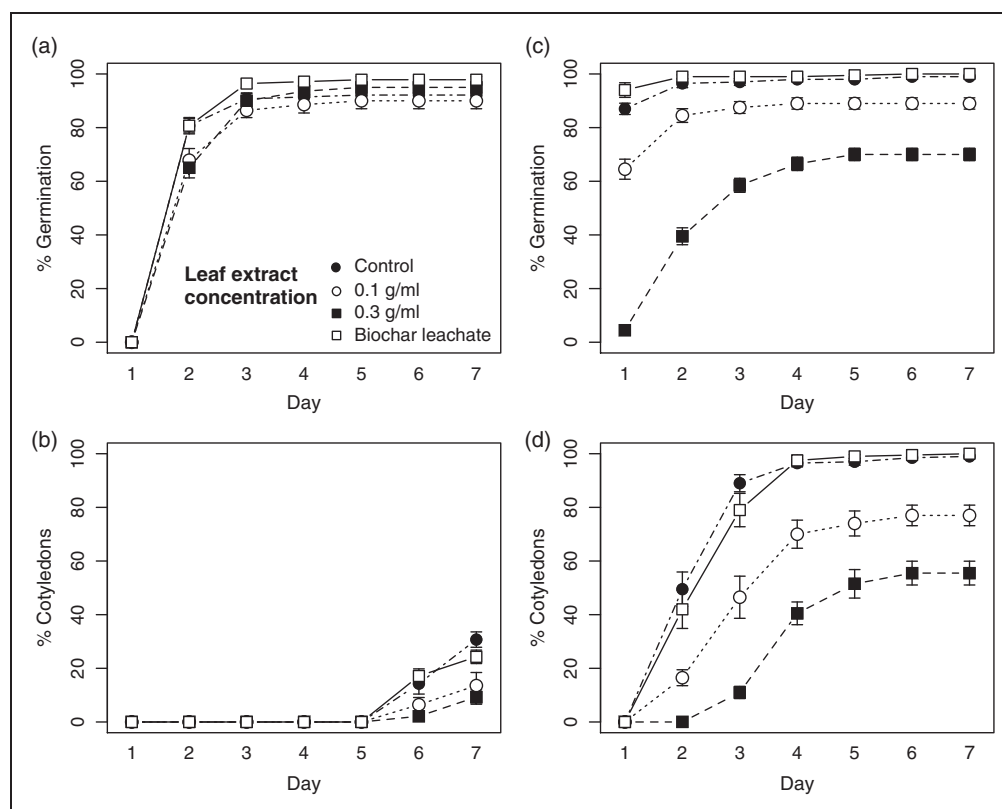 (a)
% Germination
100
80
60
40
20
0
Leaf extract
concentration
Control
0.1 g/ml
0.3 g/ml
Biochar leachate
1 2 3 4 5 6 7
Day
(c)
% Germination
100
80
60
40
20
0
1 2 3 4 5 6 7
Day
(b)
% Cotyledons
100
80
60
40
20
0
1 2 3 4 5 6 7
Day
(d)
% Cotyledons
100
80
60
40
20
0
1 2 3 4 5 6 7
Day